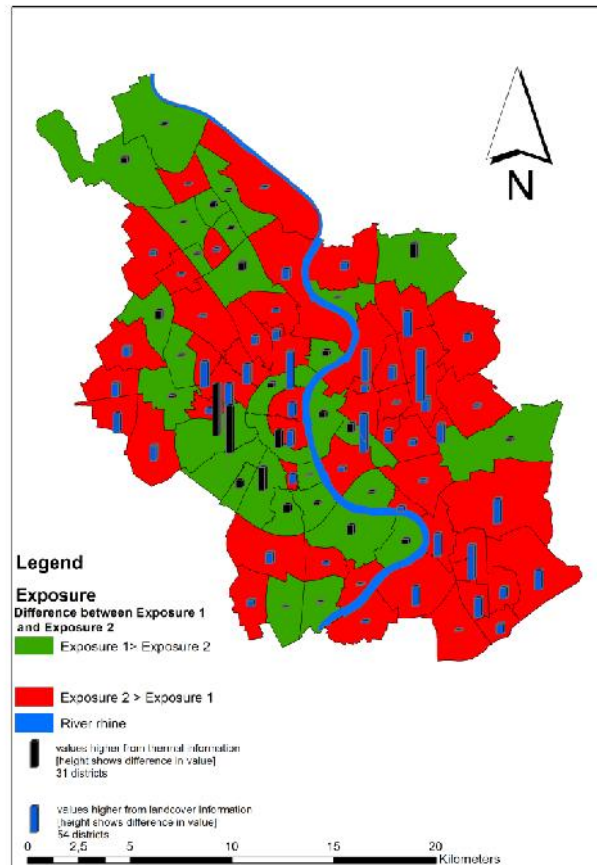 N
Legend
Exposure
Difference between Exposure 1
and Exposure 2
Exposure 1> Exposure 2
Exposure 2 > Exposure 1
River rhine
values higher from thermal information
[height shows difference in value]
31 districts
values higher from landcover information
[height shows difference in value]
54 districts
0 5 10 15 20
Kilometers